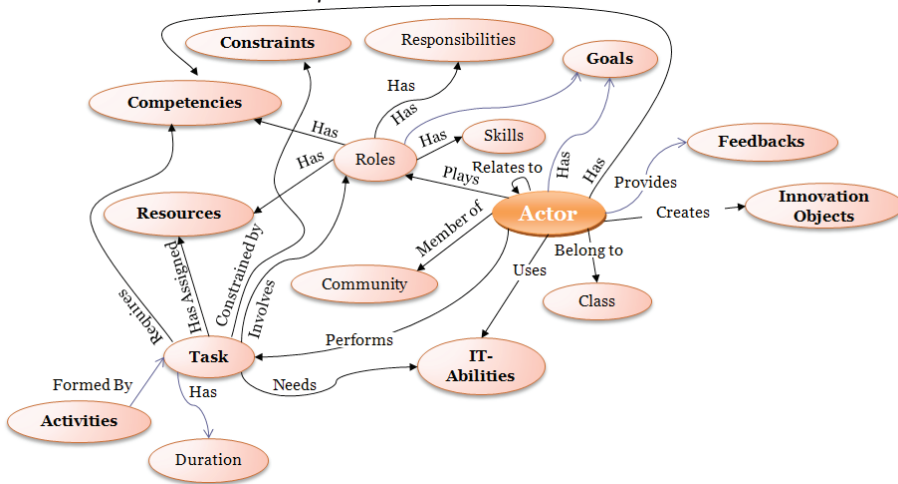 Constraints
Responsibilities
Goals
Competencies
Has
Has
Has
Has
Skills
Feedbacks
Roles
Has
Relates to
Has
Has
Plays
Provides
Resources
Actor
Creates
Innovation
Objects
Member of
Belong to
Constrained by
Has Assigned
Involves
Requires
Community
Uses
Class
Performs
Task
IT-
Abilities
Formed By
Has
Needs
Activities
Duration